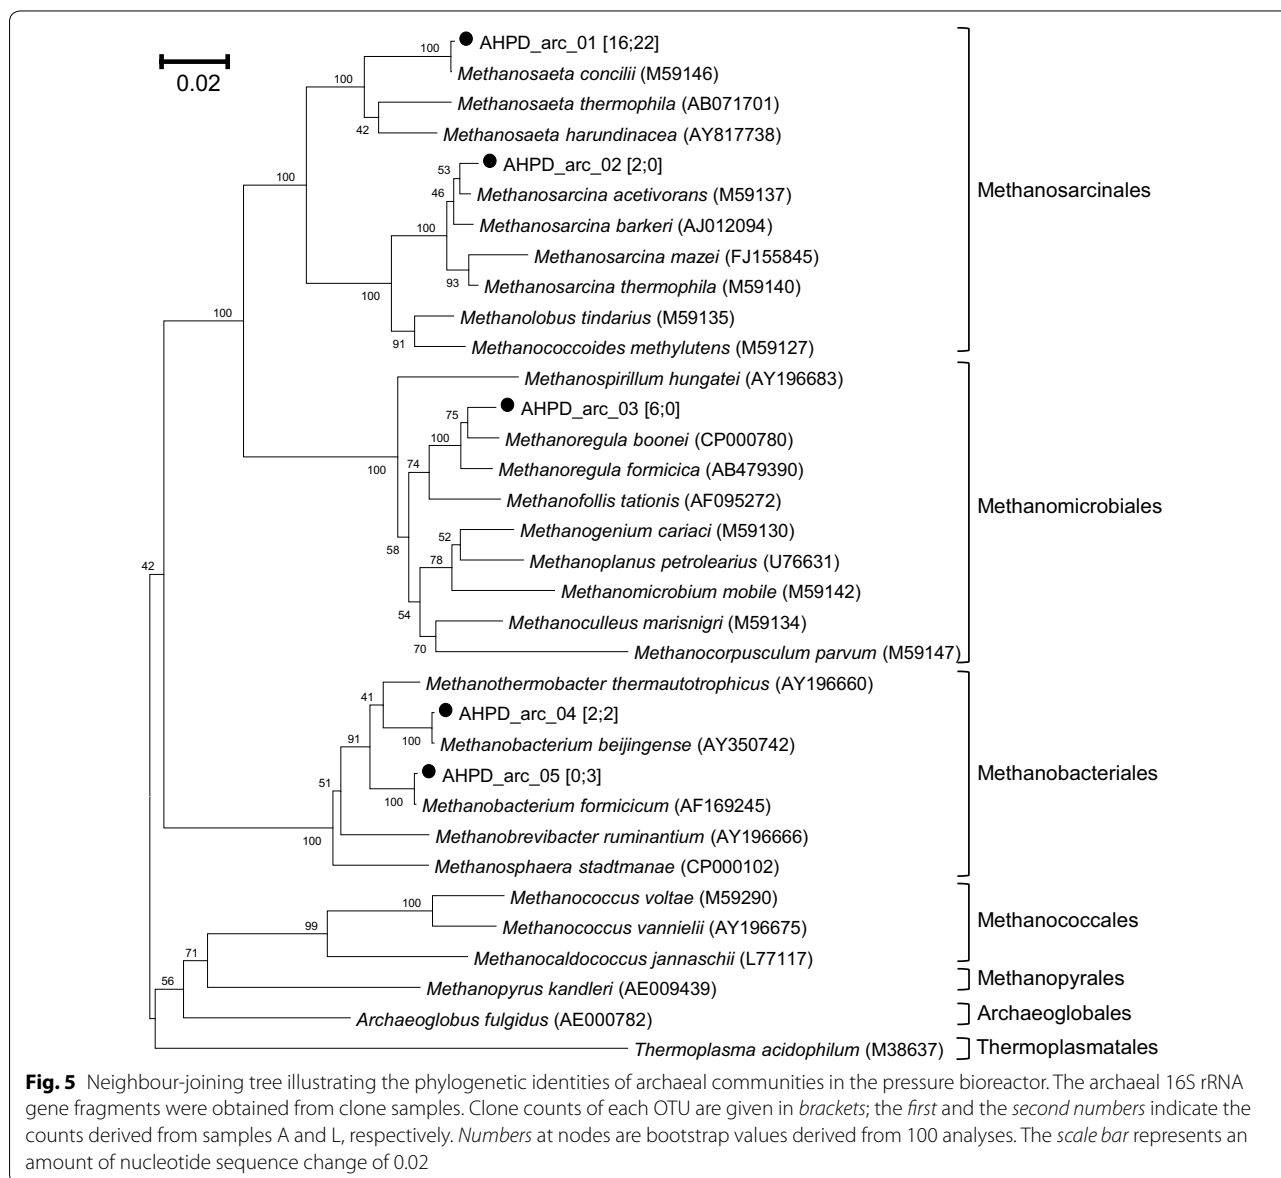 0.02
100
AHPD_arc_01 [16;22]
Methanosaeta concilii (M59146)
100
Methanosaeta thermophila (AB071701)
42
Methanosaeta harundinacea (AY817738)
100
53
AHPD_arc_02 [2;0]
46
Methanosarcina acetivorans (M59137)
100
Methanosarcina barkeri (AJ012094)
Methanosarcina mazei (FJ155845)
93
Methanosarcina thermophila (M59140)
100
Methanolobus tindarius (M59135)
91
Methanococcoides methylutens (M59127)
Methanosarcinales
100
Methanospirillum hungatei (AY196683)
75
AHPD_arc_03 [6;0]
100
Methanoregula boonei (CP000780)
100
74
Methanoregula formicica (AB479390)
Methanofollis tationis (AF095272)
52
Methanogenium cariaci (M59130)
58
78
Methanoplanus petrolearius (U76631)
Methanomicrobium mobile (M59142)
54
Methanoculleus marisnigri (M59134)
70
Methanocorpusculum parvum (M59147)
Methanomicrobiales
42
41
Methanothermobacter thermautotrophicus (AY196660)
AHPD_arc_04 [2;2]
91
100
Methanobacterium beijingense (AY350742)
51
AHPD_arc_05 [0;3]
100
Methanobacterium formicicum (AF169245)
100
Methanobrevibacter ruminantium (AY196666)
Methanosphaera stadtmanae (CP000102)
Methanobacteriales
100
Methanococcus voltae (M59290)
99
Methanococcus vannielii (AY196675)
71
Methanocaldococcus jannaschii (L77117)
Methanococcales
56
Methanopyrus kandleri (AE009439)
Methanopyrales
Archaeoglobus fulgidus (AE000782)
Archaeoglobales
Thermoplasma acidophilum (M38637)
Thermoplasmatales
Fig. 5 Neighbour-joining tree illustrating the phylogenetic identities of archaeal communities in the pressure bioreactor. The archaeal 16S rRNA
gene fragments were obtained from clone samples. Clone counts of each OTU are given in brackets; the first and the second numbers indicate the
counts derived from samples A and L, respectively. Numbers at nodes are bootstrap values derived from 100 analyses. The scale bar represents an
amount of nucleotide sequence change of 0.02